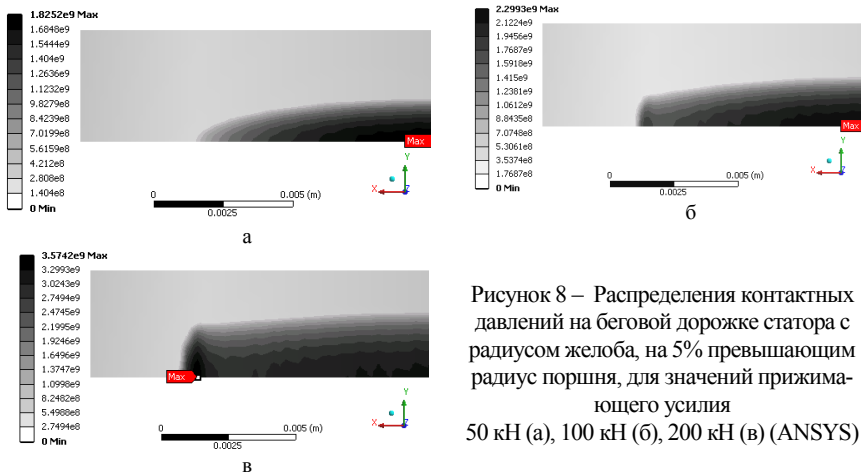 1.8252e9 Max
1.6848e9
1.5444e9
1.404e9
1.2636e9
1.1232e9
9.8279e8
8.4239e8
7.0199e8
5.6159e8
4.212e8
2.808e8
1.404e8
0 Min
Max
Y
X
Z
0
0.005 (m)
0.0025
а
2.2993e9 Max
2.1224e9
1.9456e9
1.7687e9
1.5918e9
1.415e9
1.2381e9
1.0612e9
8.8435e8
7.0748e8
5.3061e8
3.5374e8
1.7687e8
0 Min
Max
Y
X
Z
0
0.005 (m)
0.0025
б
3.5742e9 Max
3.2993e9
3.0243e9
2.7494e9
2.4745e9
2.1995e9
1.9246e9
1.6496e9
1.3747e9
1.0998e9
8.2482e8
5.4988e8
2.7494e8
0 Min
Max
Y
X
Z
0
0.005 (m)
0.0025
в
Рисунок 8 – Распределения контактных
давлений на беговой дорожке статора с
радиусом желоба, на 5% превышающим
радиус поршня, для значений прижима-
ющего усилия
50 кН (а), 100 кН (б), 200 кН (в) (ANSYS)